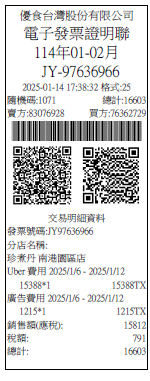 優食台灣股份有限公司
電子發票證明聯
114年01-02月
JY-97636966
2025-01-14 17:38:32 格式:25
隨機碼:1071 總計:16603
賣方:83076928 買方:76362729
交易明細資料
發票號碼:JY97636966
分店名稱:
珍煮丹 南港園區店
Uber 費用 2025/1/6 - 2025/1/12
15388*1 15388TX
廣告費用 2025/1/6 - 2025/1/12
1215*1 1215TX
銷售額(應稅): 15812
稅額: 791
總計: 16603